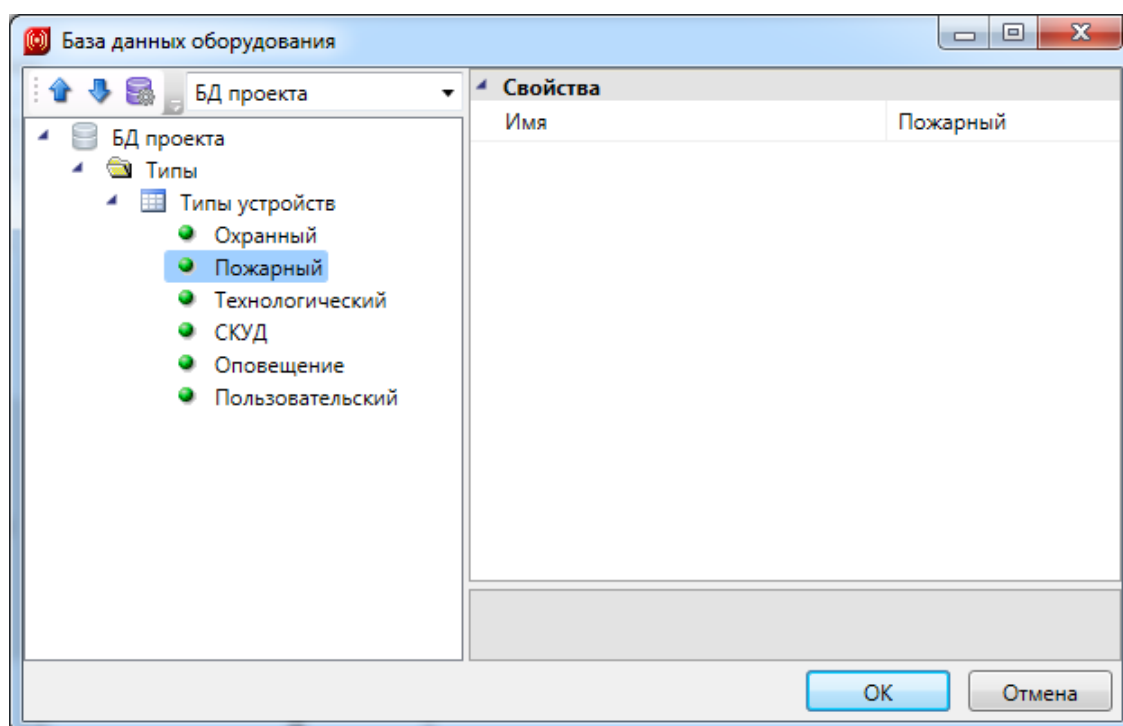 База данных оборудования
БД проекта
Свойства
Имя Пожарный
БД проекта
Типы
Типы устройств
Охранный
Пожарный
Технологический
СКУД
Оповещение
Пользовательский
OK Отмена